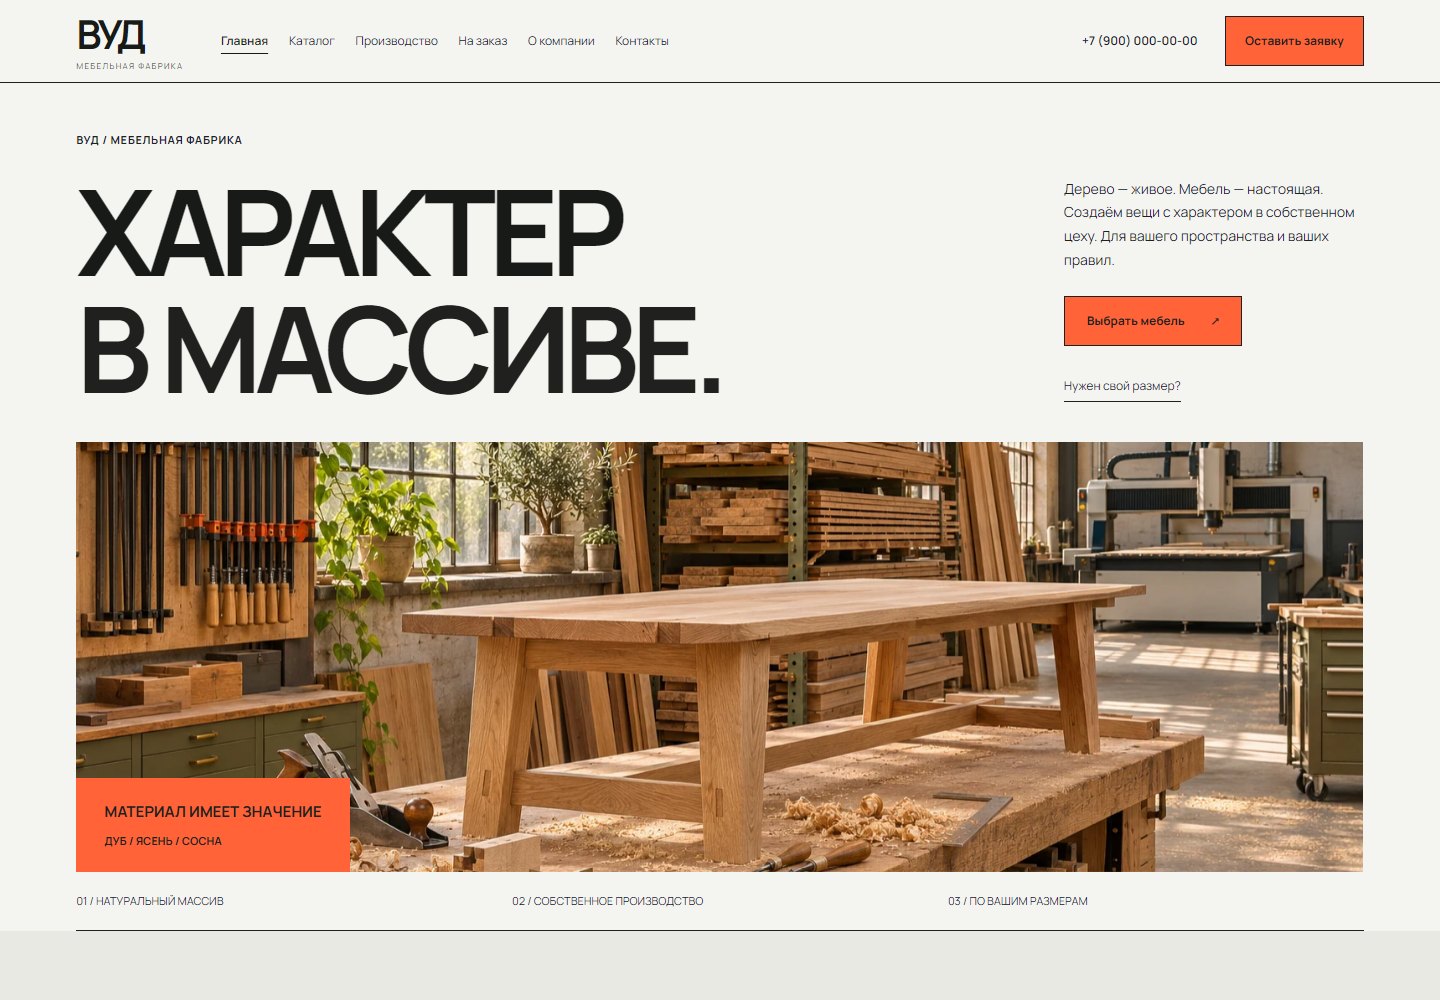 ВУД
МЕБЕЛЬНАЯ ФАБРИКА
Главная Каталог Производство На заказ О компании Контакты
+7 (900) 000-00-00
Оставить заявку
ВУД / МЕБЕЛЬНАЯ ФАБРИКА
ХАРАКТЕР
В МАССИВЕ.
Дерево — живое. Мебель — настоящая.
Создаём вещи с характером в собственном
цеху. Для вашего пространства и ваших
правил.
Выбрать мебель ↗
Нужен свой размер?
МАТЕРИАЛ ИМЕЕТ ЗНАЧЕНИЕ
ДУБ / ЯСЕНЬ / СОСНА
01 / НАТУРАЛЬНЫЙ МАССИВ
02 / СОБСТВЕННОЕ ПРОИЗВОДСТВО
03 / ПО ВАШИМ РАЗМЕРАМ